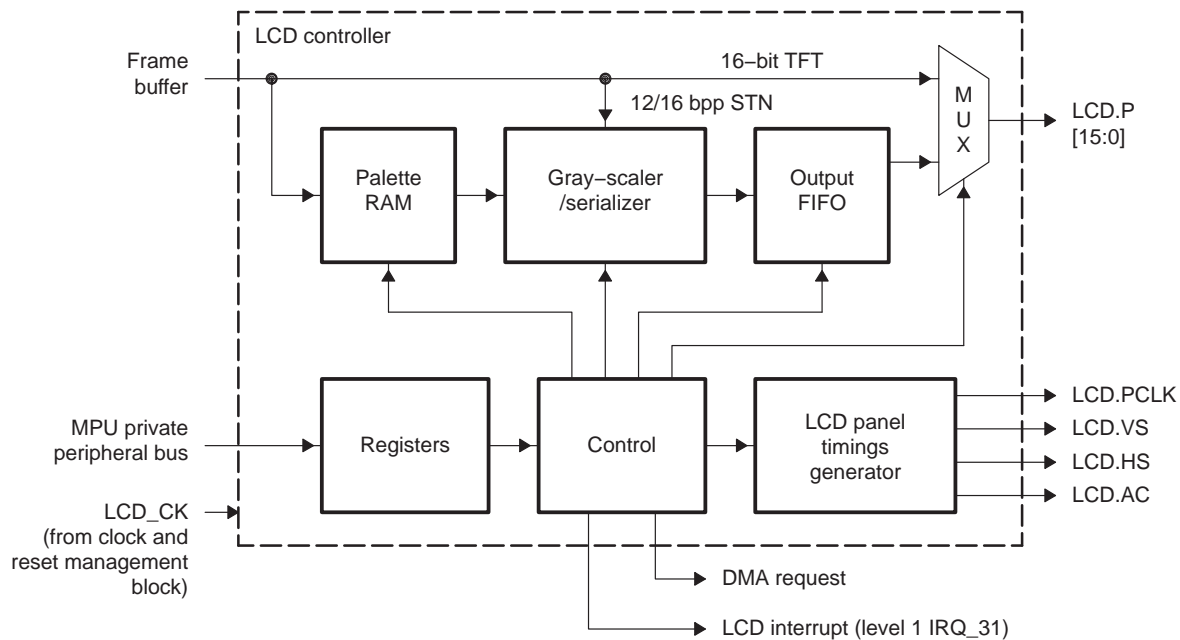 LCD controller
Frame
buffer
16–bit TFT
12/16 bpp STN
M
U
X
LCD.P
[15:0]
Palette
RAM
Gray–scaler
/serializer
Output
FIFO
MPU private
peripheral bus
Registers
Control
LCD panel
timings
generator
LCD.PCLK
LCD.VS
LCD.HS
LCD.AC
LCD_CK
(from clock and
reset management
block)
DMA request
LCD interrupt (level 1 IRQ_31)